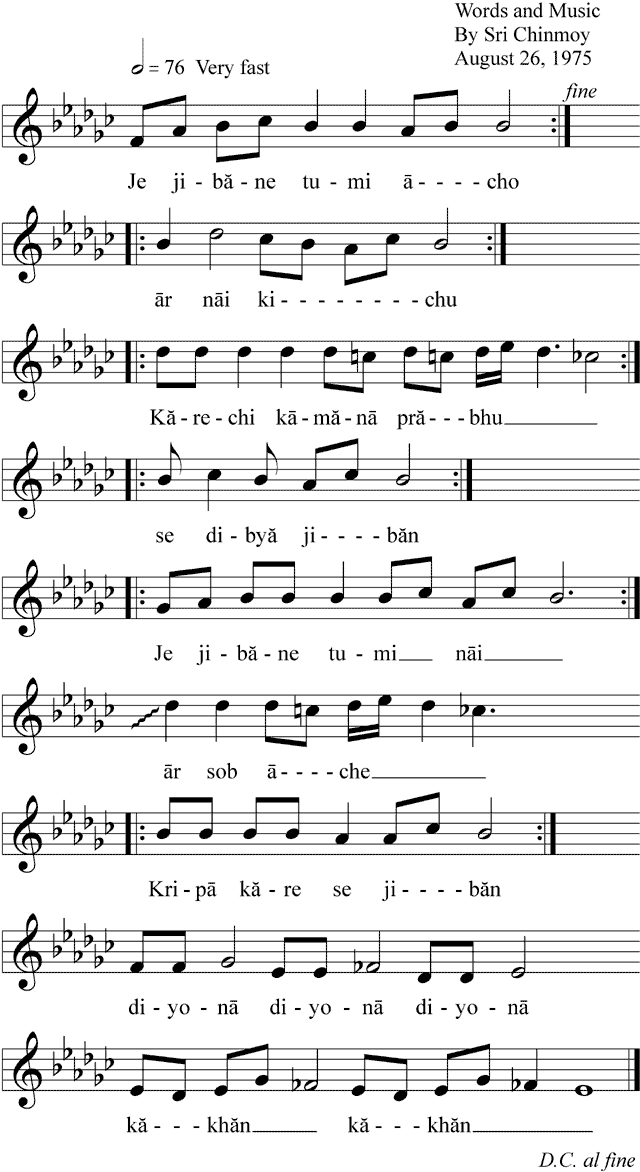 Words and Music
By Sri Chinmoy
August 26, 1975
= 76 Very fast
fine
Je ji - bă - ne tu - mi ā - - - - cho
ār nāi ki - - - - - - - - chu
Kă - re - chi kā - mă - nā pră - - - bhu
se di - byă ji - - - - băn
Je ji - bă - ne tu - mi nāi
ār sob ā - - - - che
Kri - pā kă - re se ji - - - - băn
di - yo - nā di - yo - nā di - yo - nā
kă - - - khăn kă - - - khăn
D.C. al fine